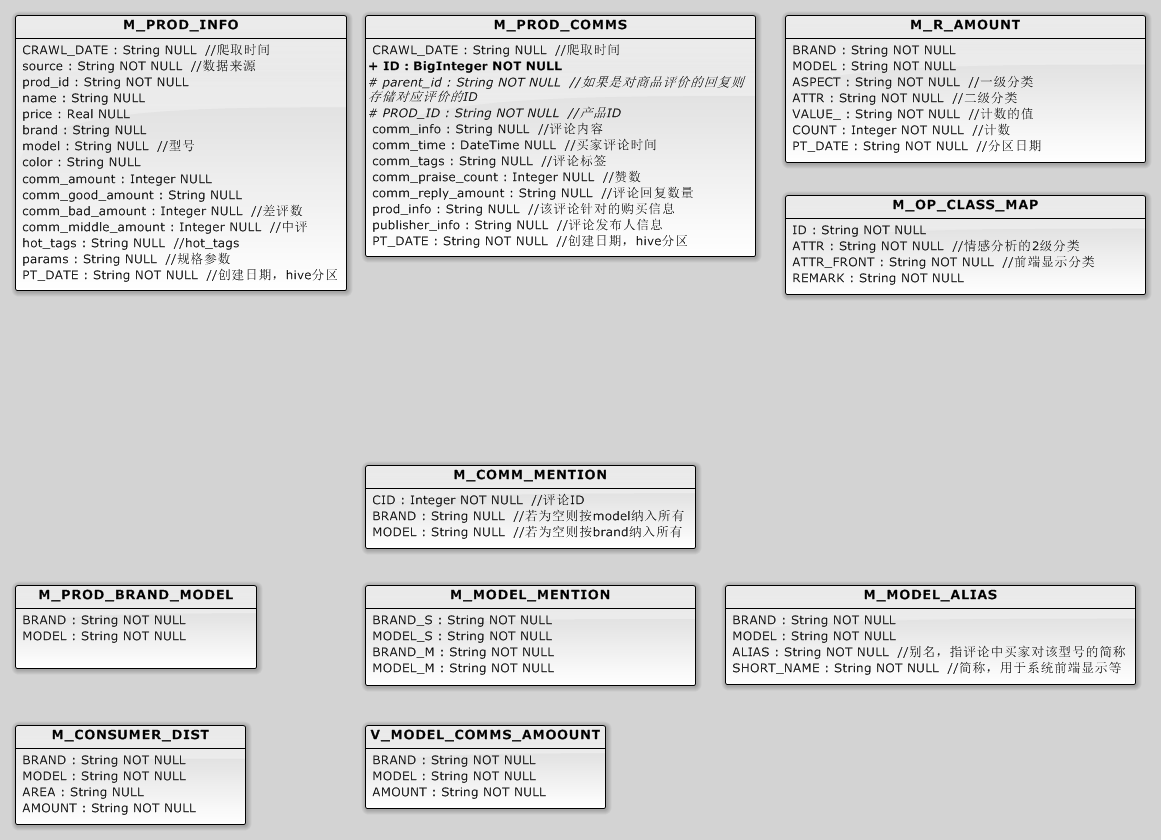 M_PROD_INFO
CRAWL_DATE : String NULL //爬取时间
source : String NOT NULL //数据来源
prod_id : String NOT NULL
name : String NULL
price : Real NULL
brand : String NULL
model : String NULL //型号
color : String NULL
comm_amount : Integer NULL
comm_good_amount : String NULL
comm_bad_amount : Integer NULL //差评数
comm_middle_amount : Integer NULL //中评
hot_tags : String NULL //hot_tags
params : String NULL //规格参数
PT_DATE : String NOT NULL //创建日期，hive分区
M_PROD_COMMS
CRAWL_DATE : String NULL //爬取时间
+ ID : BigInteger NOT NULL
# parent_id : String NOT NULL //如果是对商品评价的回复则
存储对应评价的ID
# PROD_ID : String NOT NULL //产品ID
comm_info : String NULL //评论内容
comm_time : DateTime NULL //买家评论时间
comm_tags : String NULL //评论标签
comm_praise_count : Integer NULL //赞数
comm_reply_amount : String NULL //评论回复数量
prod_info : String NULL //该评论针对的购买信息
publisher_info : String NULL //评论发布人信息
PT_DATE : String NULL //创建日期，hive分区
M_R_AMOUNT
BRAND : String NOT NULL
MODEL : String NOT NULL
ASPECT : String NOT NULL //一级分类
ATTR : String NOT NULL //二级分类
VALUE_ : String NOT NULL //计数的值
COUNT : Integer NOT NULL //计数
PT_DATE : String NOT NULL //分区日期
M_OP_CLASS_MAP
ID : String NOT NULL
ATTR : String NOT NULL //情感分析的2级分类
ATTR_FRONT : String NOT NULL //前端显示分类
REMARK : String NOT NULL
M_COMM_MENTION
CID : Integer NOT NULL //评论ID
BRAND : String NULL //若为空则按model纳入所有
MODEL : String NULL //若为空则按brand纳入所有
M_PROD_BRAND_MODEL
BRAND : String NOT NULL
MODEL : String NOT NULL
M_MODEL_MENTION
BRAND_S : String NOT NULL
MODEL_S : String NOT NULL
BRAND_M : String NOT NULL
MODEL_M : String NOT NULL
M_MODEL_ALIAS
BRAND : String NOT NULL
MODEL : String NOT NULL
ALIAS : String NOT NULL //别名，指评论中买家对该型号的简称
SHORT_NAME : String NOT NULL //简称，用于系统前端显示等
M_CONSUMER_DIST
BRAND : String NOT NULL
MODEL : String NOT NULL
AREA : String NULL
AMOUNT : String NOT NULL
V_MODEL_COMMS_AMOOUNT
BRAND : String NOT NULL
MODEL : String NOT NULL
AMOUNT : String NOT NULL